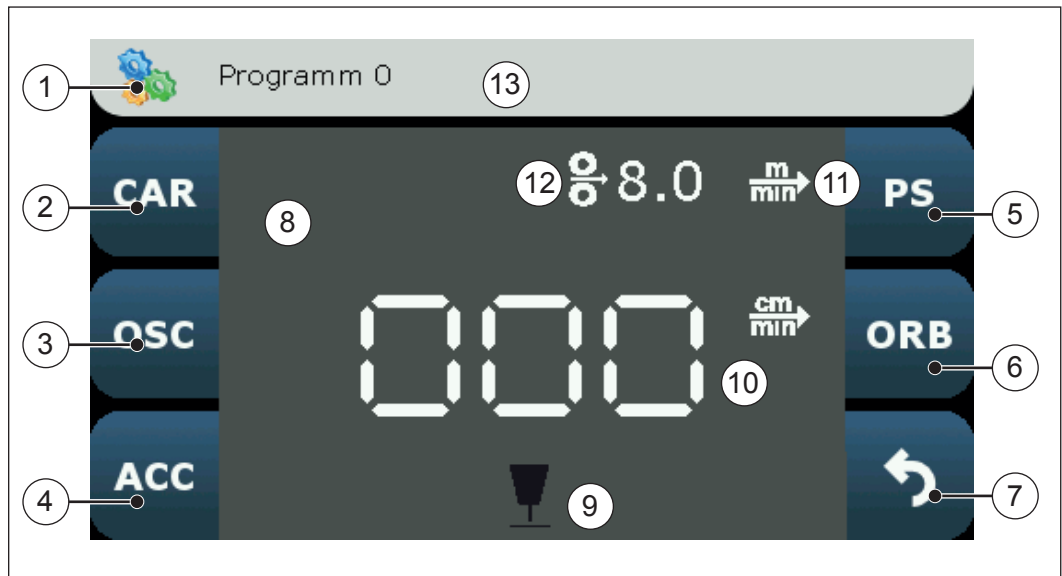 1 Programm 0 13
2 CAR 8 12 8.0 m/min 11 PS 5
3 OSC 000 cm/min 10 ORB 6
4 ACC 9 7